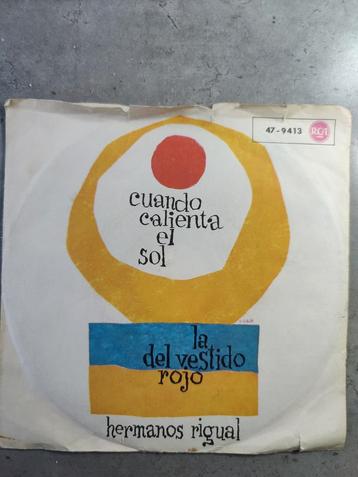 47-9413 RCA
cuando
calienta
el
sol
la
del vestido
rojo
hermanos rigual